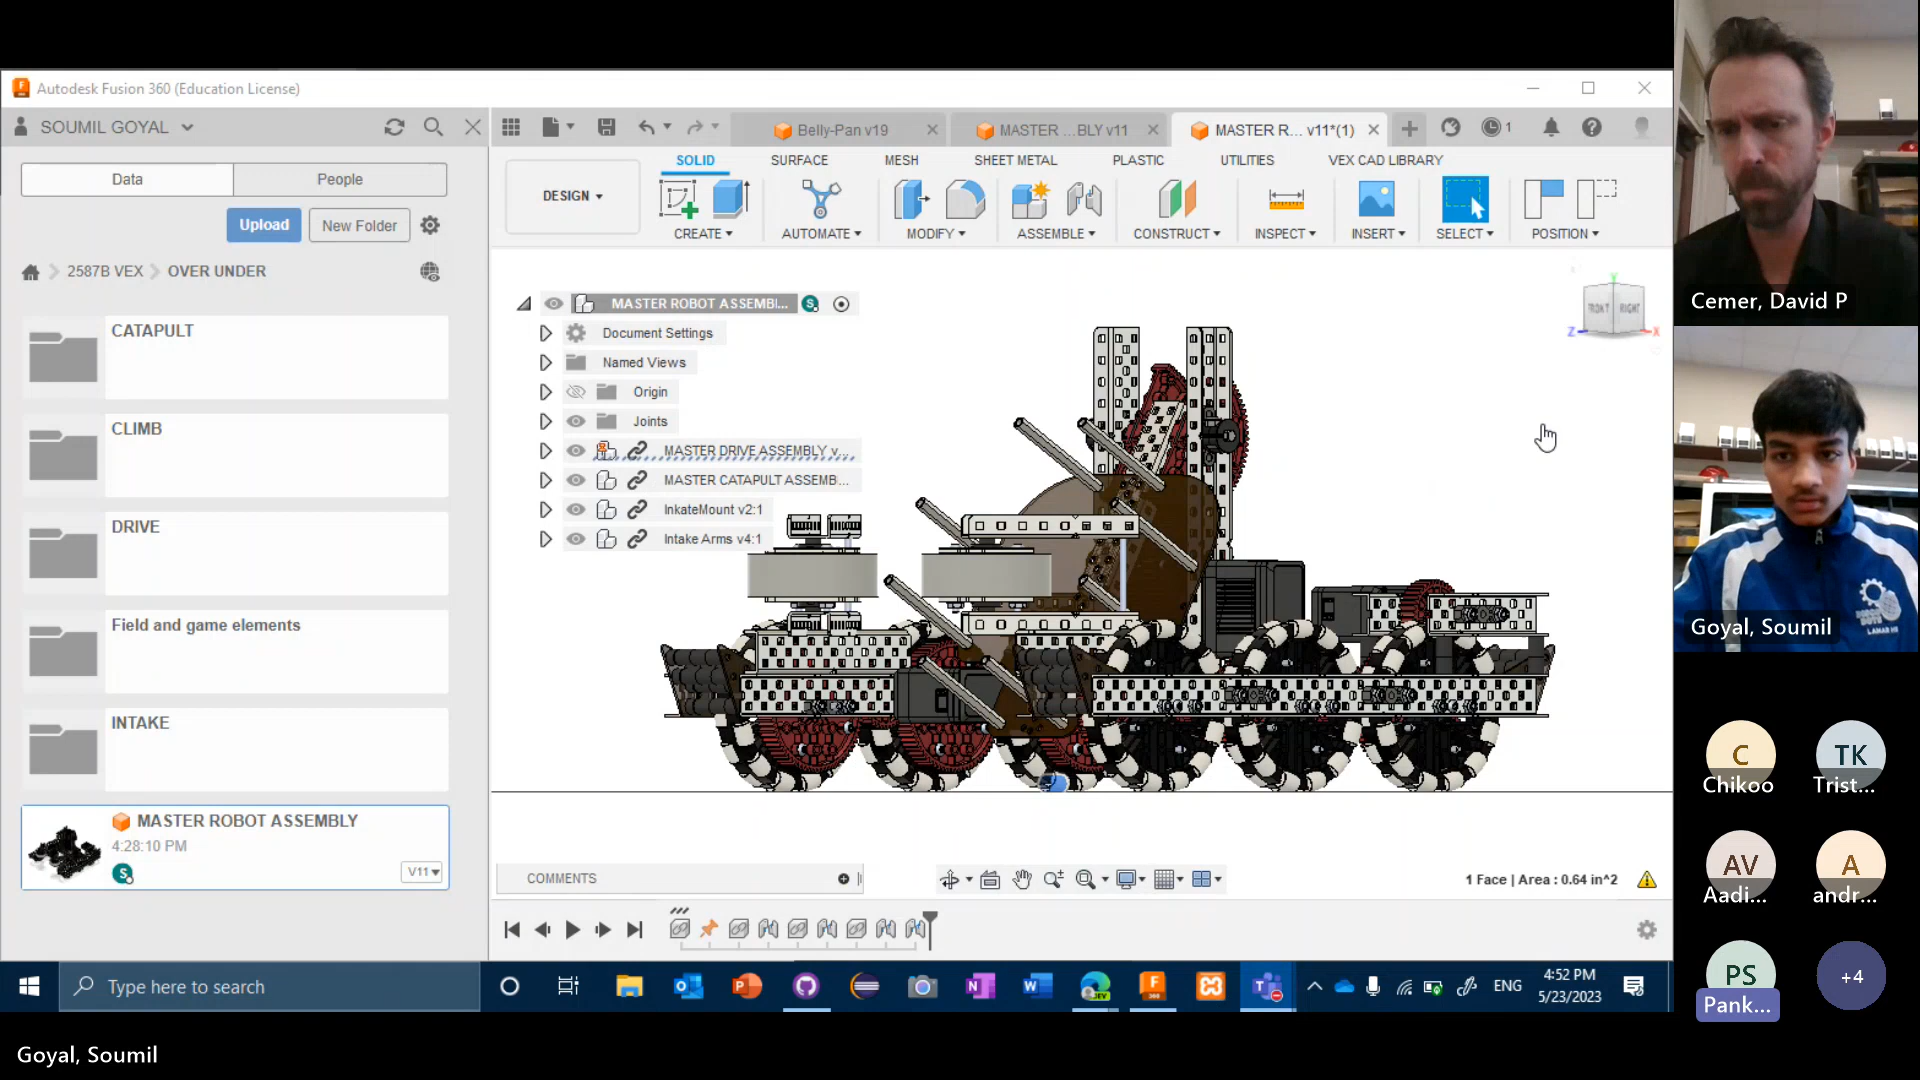 Autodesk Fusion 360 (Education License)
SOUMIL GOYAL
Belly-Pan v19
MASTER ...BLY v11
MASTER R... v11*(1)
1
Data
People
DESIGN
SOLID
SURFACE
MESH
SHEET METAL
PLASTIC
UTILITIES
VEX CAD LIBRARY
Upload
New Folder
CREATE
AUTOMATE
MODIFY
ASSEMBLE
CONSTRUCT
INSPECT
INSERT
SELECT
POSITION
2587B VEX
OVER UNDER
CATAPULT
CLIMB
DRIVE
Field and game elements
INTAKE
MASTER ROBOT ASSEMBLY
4:28:10 PM
S
V11
MASTER ROBOT ASSEMBL...
S
Document Settings
Named Views
Origin
Joints
MASTER DRIVE ASSEMBLY v...
MASTER CATAPULT ASSEMB...
InkateMount v2:1
Intake Arms v4:1
Y
FRONT
RIGHT
Z
X
COMMENTS
1 Face | Area : 0.64 in^2
Type here to search
ENG
4:52 PM
5/23/2023
Cemer, David P
Goyal, Soumil
LAMAR HS
C
Chikoo
TK
Trist...
AV
Aadi...
A
andr...
PS
Pank...
+4
Goyal, Soumil